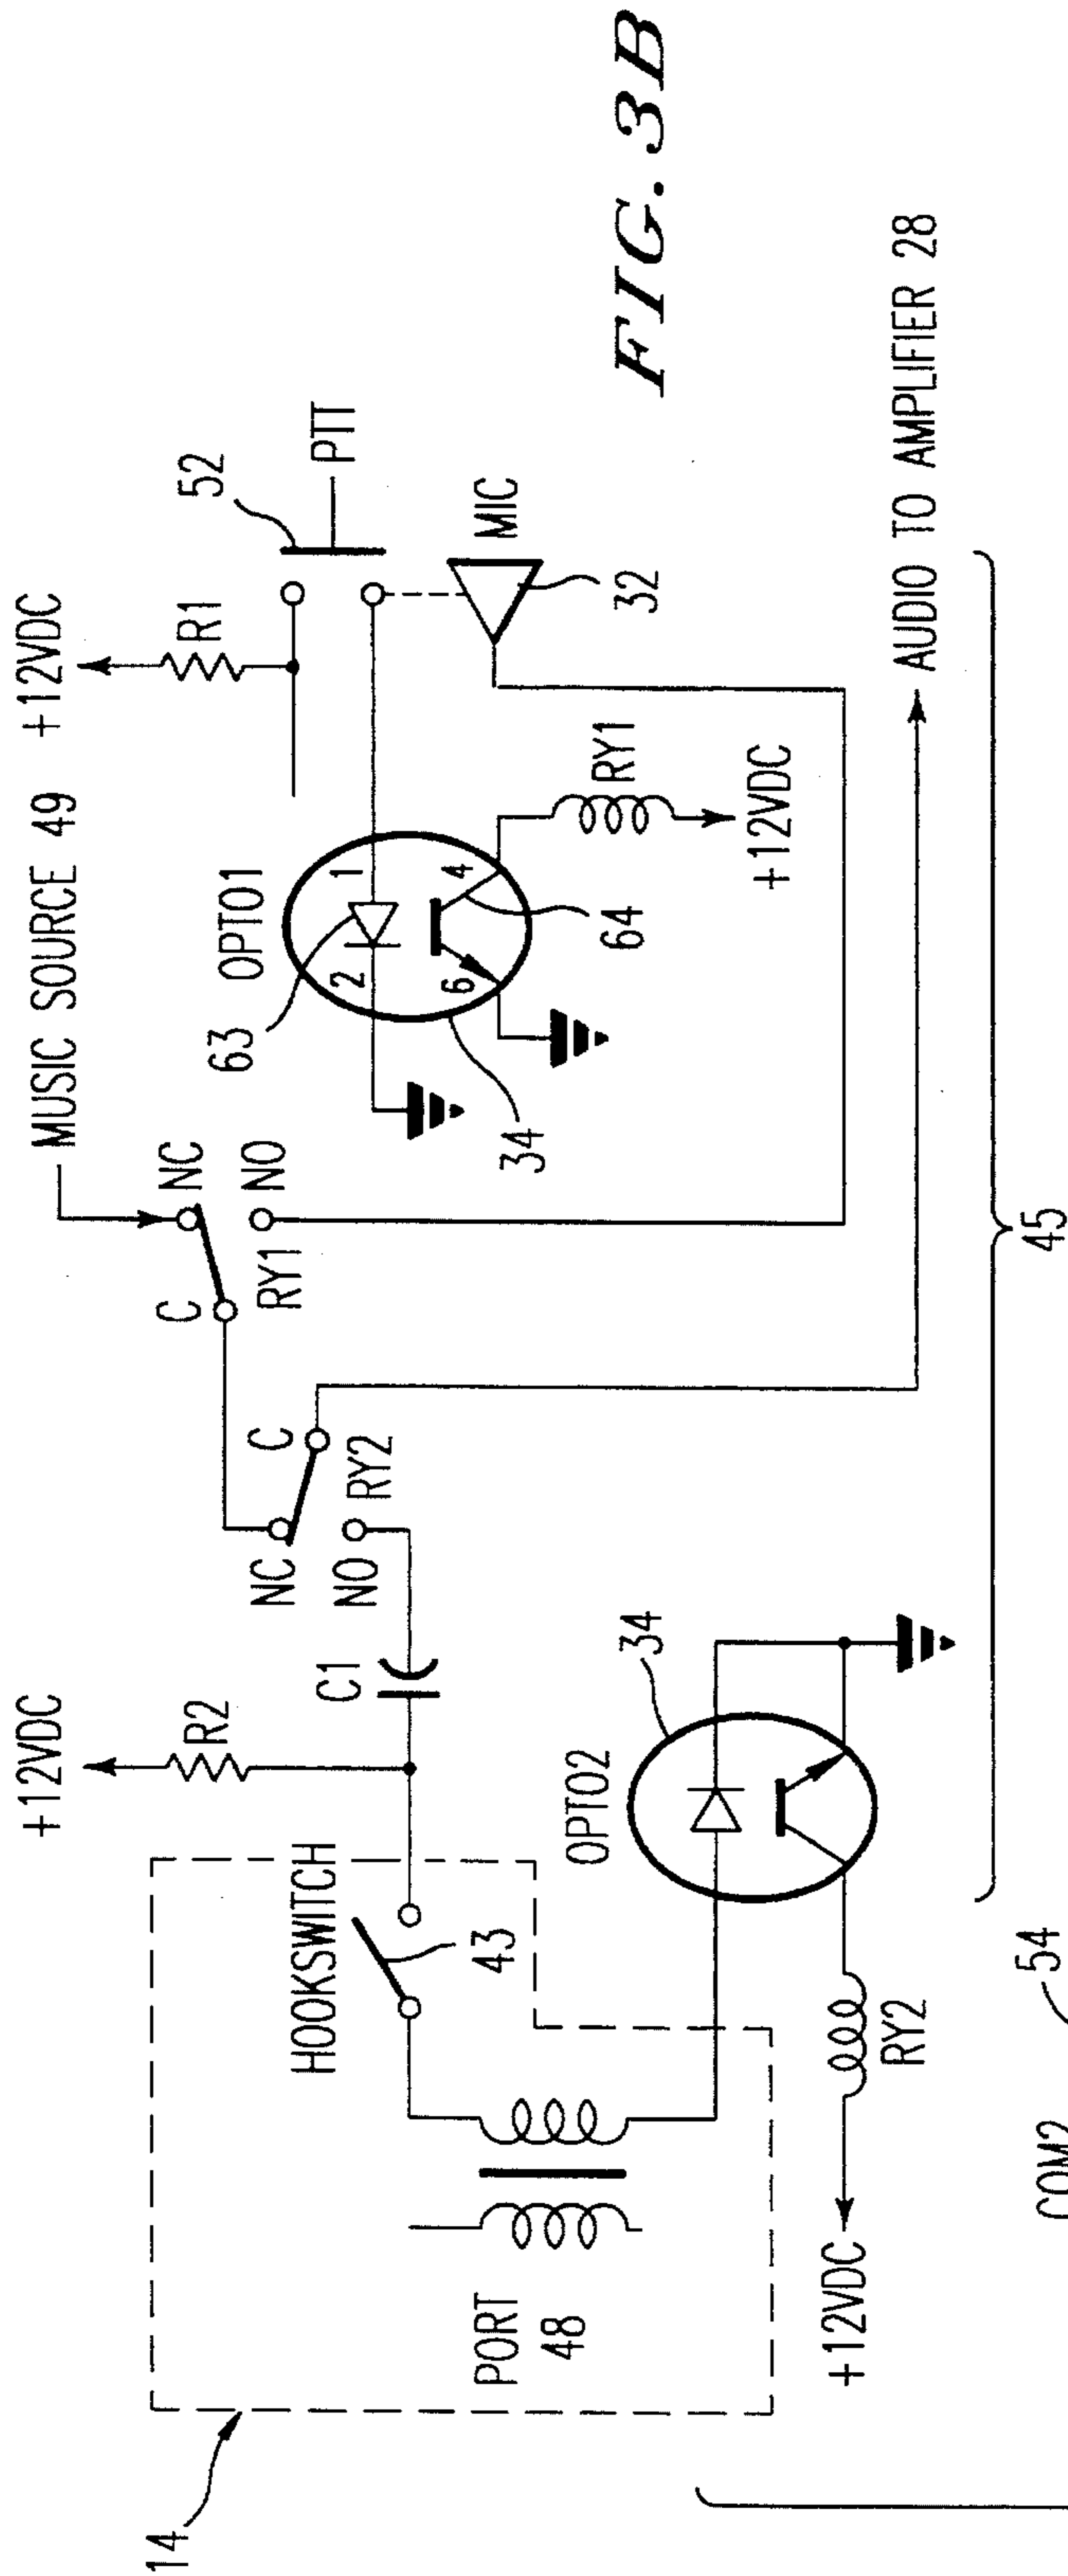 14
+12VDC
R2
HOOKSWITCH
43
PORT
48
C1
NC
NO
C
RY2
OPTO2
34
RY2
+12VDC
COM2
54
MUSIC SOURCE 49
+12VDC
C
NC
NO
RY1
R1
52
PTT
OPTO1
63
1
2
4
6
64
34
RY1
+12VDC
MIC
32
AUDIO TO AMPLIFIER 28
45
FIG. 3B